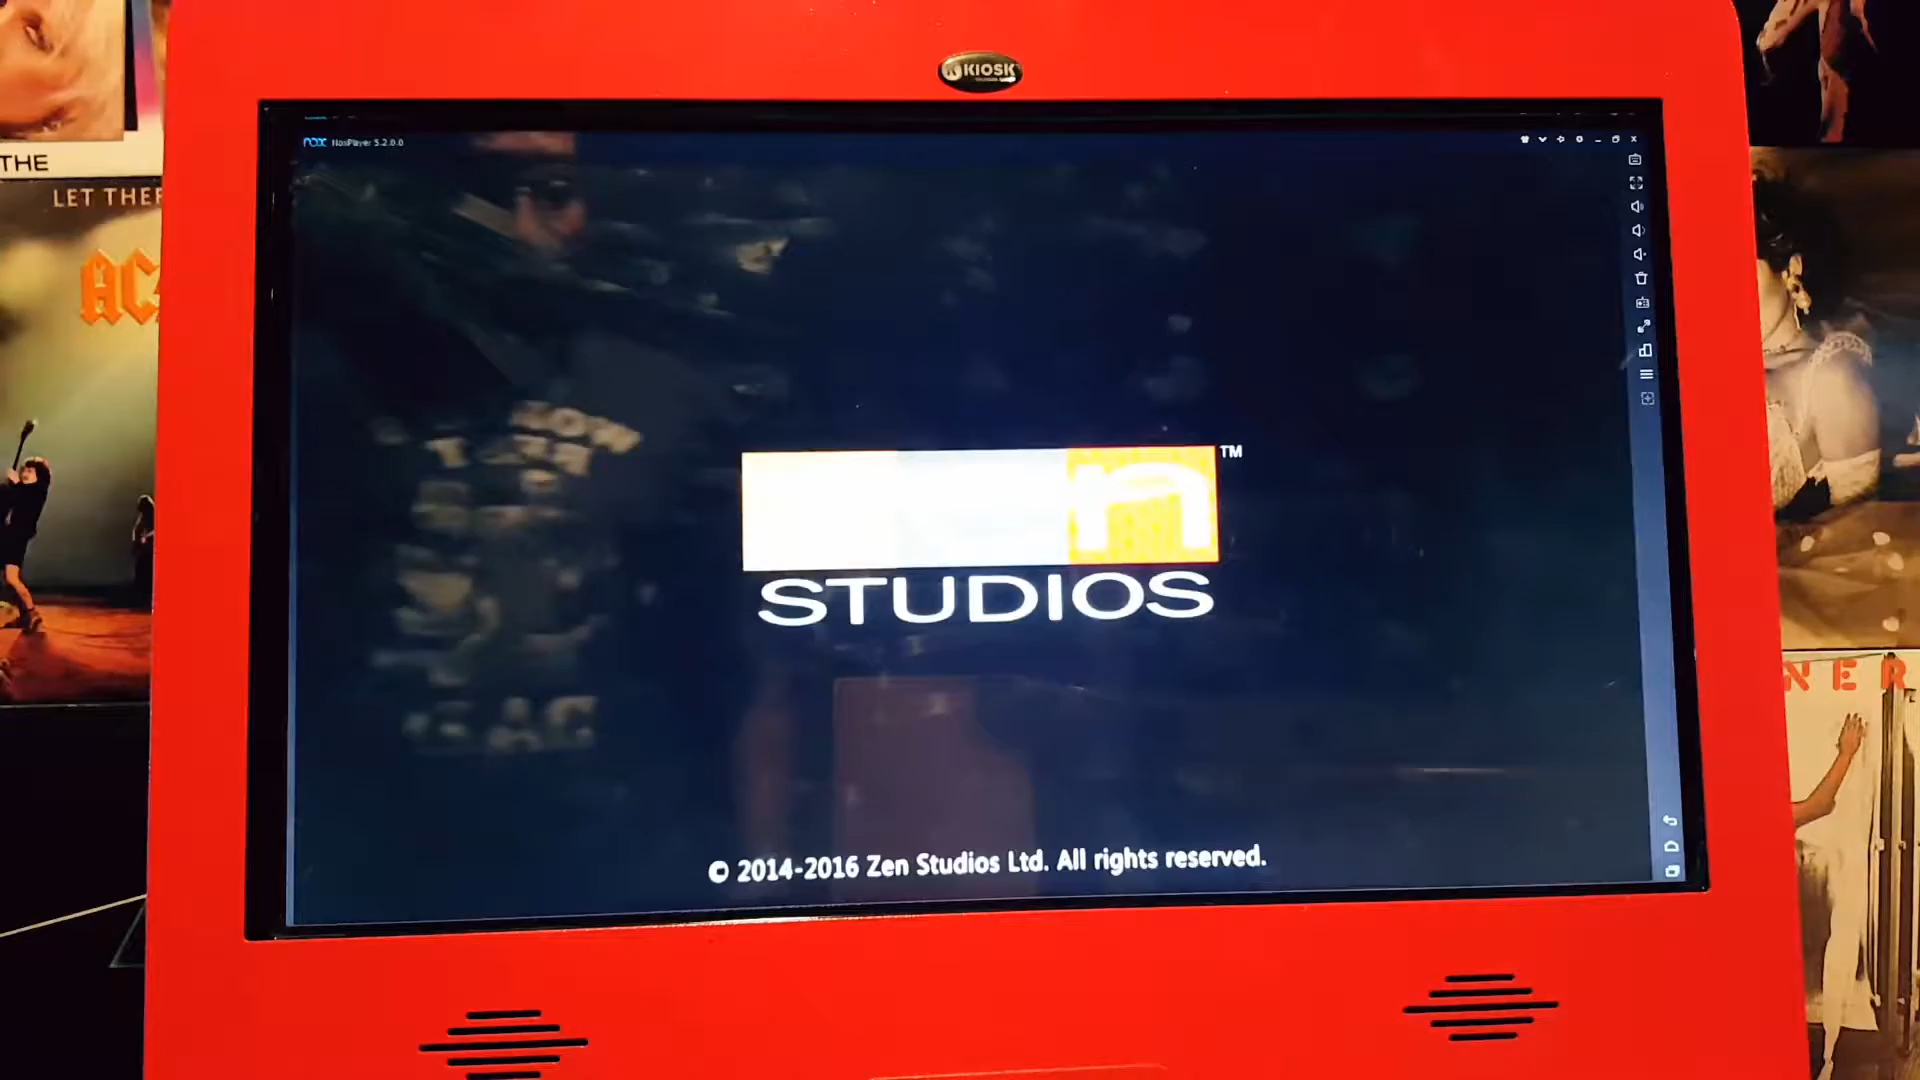 KIOSK
nox NoxPlayer 5.2.0.0
THE
LET THER
AC
TM
n
STUDIOS
NER
© 2014-2016 Zen Studios Ltd. All rights reserved.